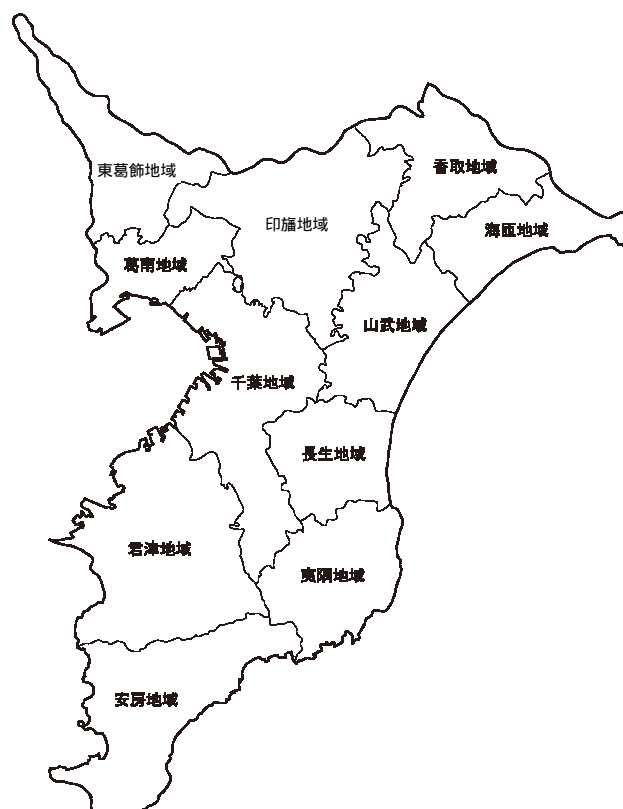 香取地域
東葛飾地域
印旛地域
海匝地域
葛南地域
山武地域
千葉地域
長生地域
君津地域
夷隅地域
安房地域